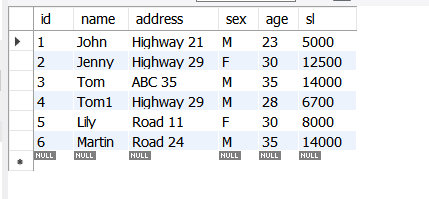 id name address sex age sl
1 John Highway 21 M 23 5000
2 Jenny Highway 29 F 30 12500
3 Tom ABC 35 M 35 14000
4 Tom1 Highway 29 M 28 6700
5 Lily Road 11 F 30 8000
6 Martin Road 24 M 35 14000
NULL NULL NULL NULL NULL NULL